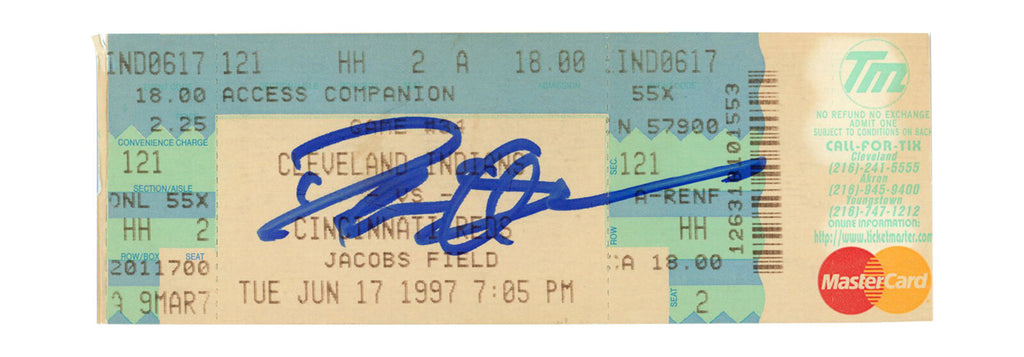 IND0617 121 HH 2 A 18.00 IND0617
18.00 ACCESS COMPANION 55X
2.25 GAME #34 N 57900
CONVENIENCE CHARGE
121 CLEVELAND INDIANS SEC. 121
SECTION/AISLE VS
ONL 55X A-RENF
HH 2 CINCINNATI REDS ROW HH
ROW/BOX SEAT
2011700 JACOBS FIELD A 18.00
A 9MAR7 TUE JUN 17 1997 7:05 PM SEAT 2
126318101553
TM
NO REFUND NO EXCHANGE
ADMIT ONE
SUBJECT TO CONDITIONS ON BACK
CALL-FOR-TIX
Cleveland
(216)-241-5555
Akron
(216)-945-9400
Youngstown
(216)-747-1212
ONLINE INFORMATION:
http://www.ticketmaster.com
MasterCard